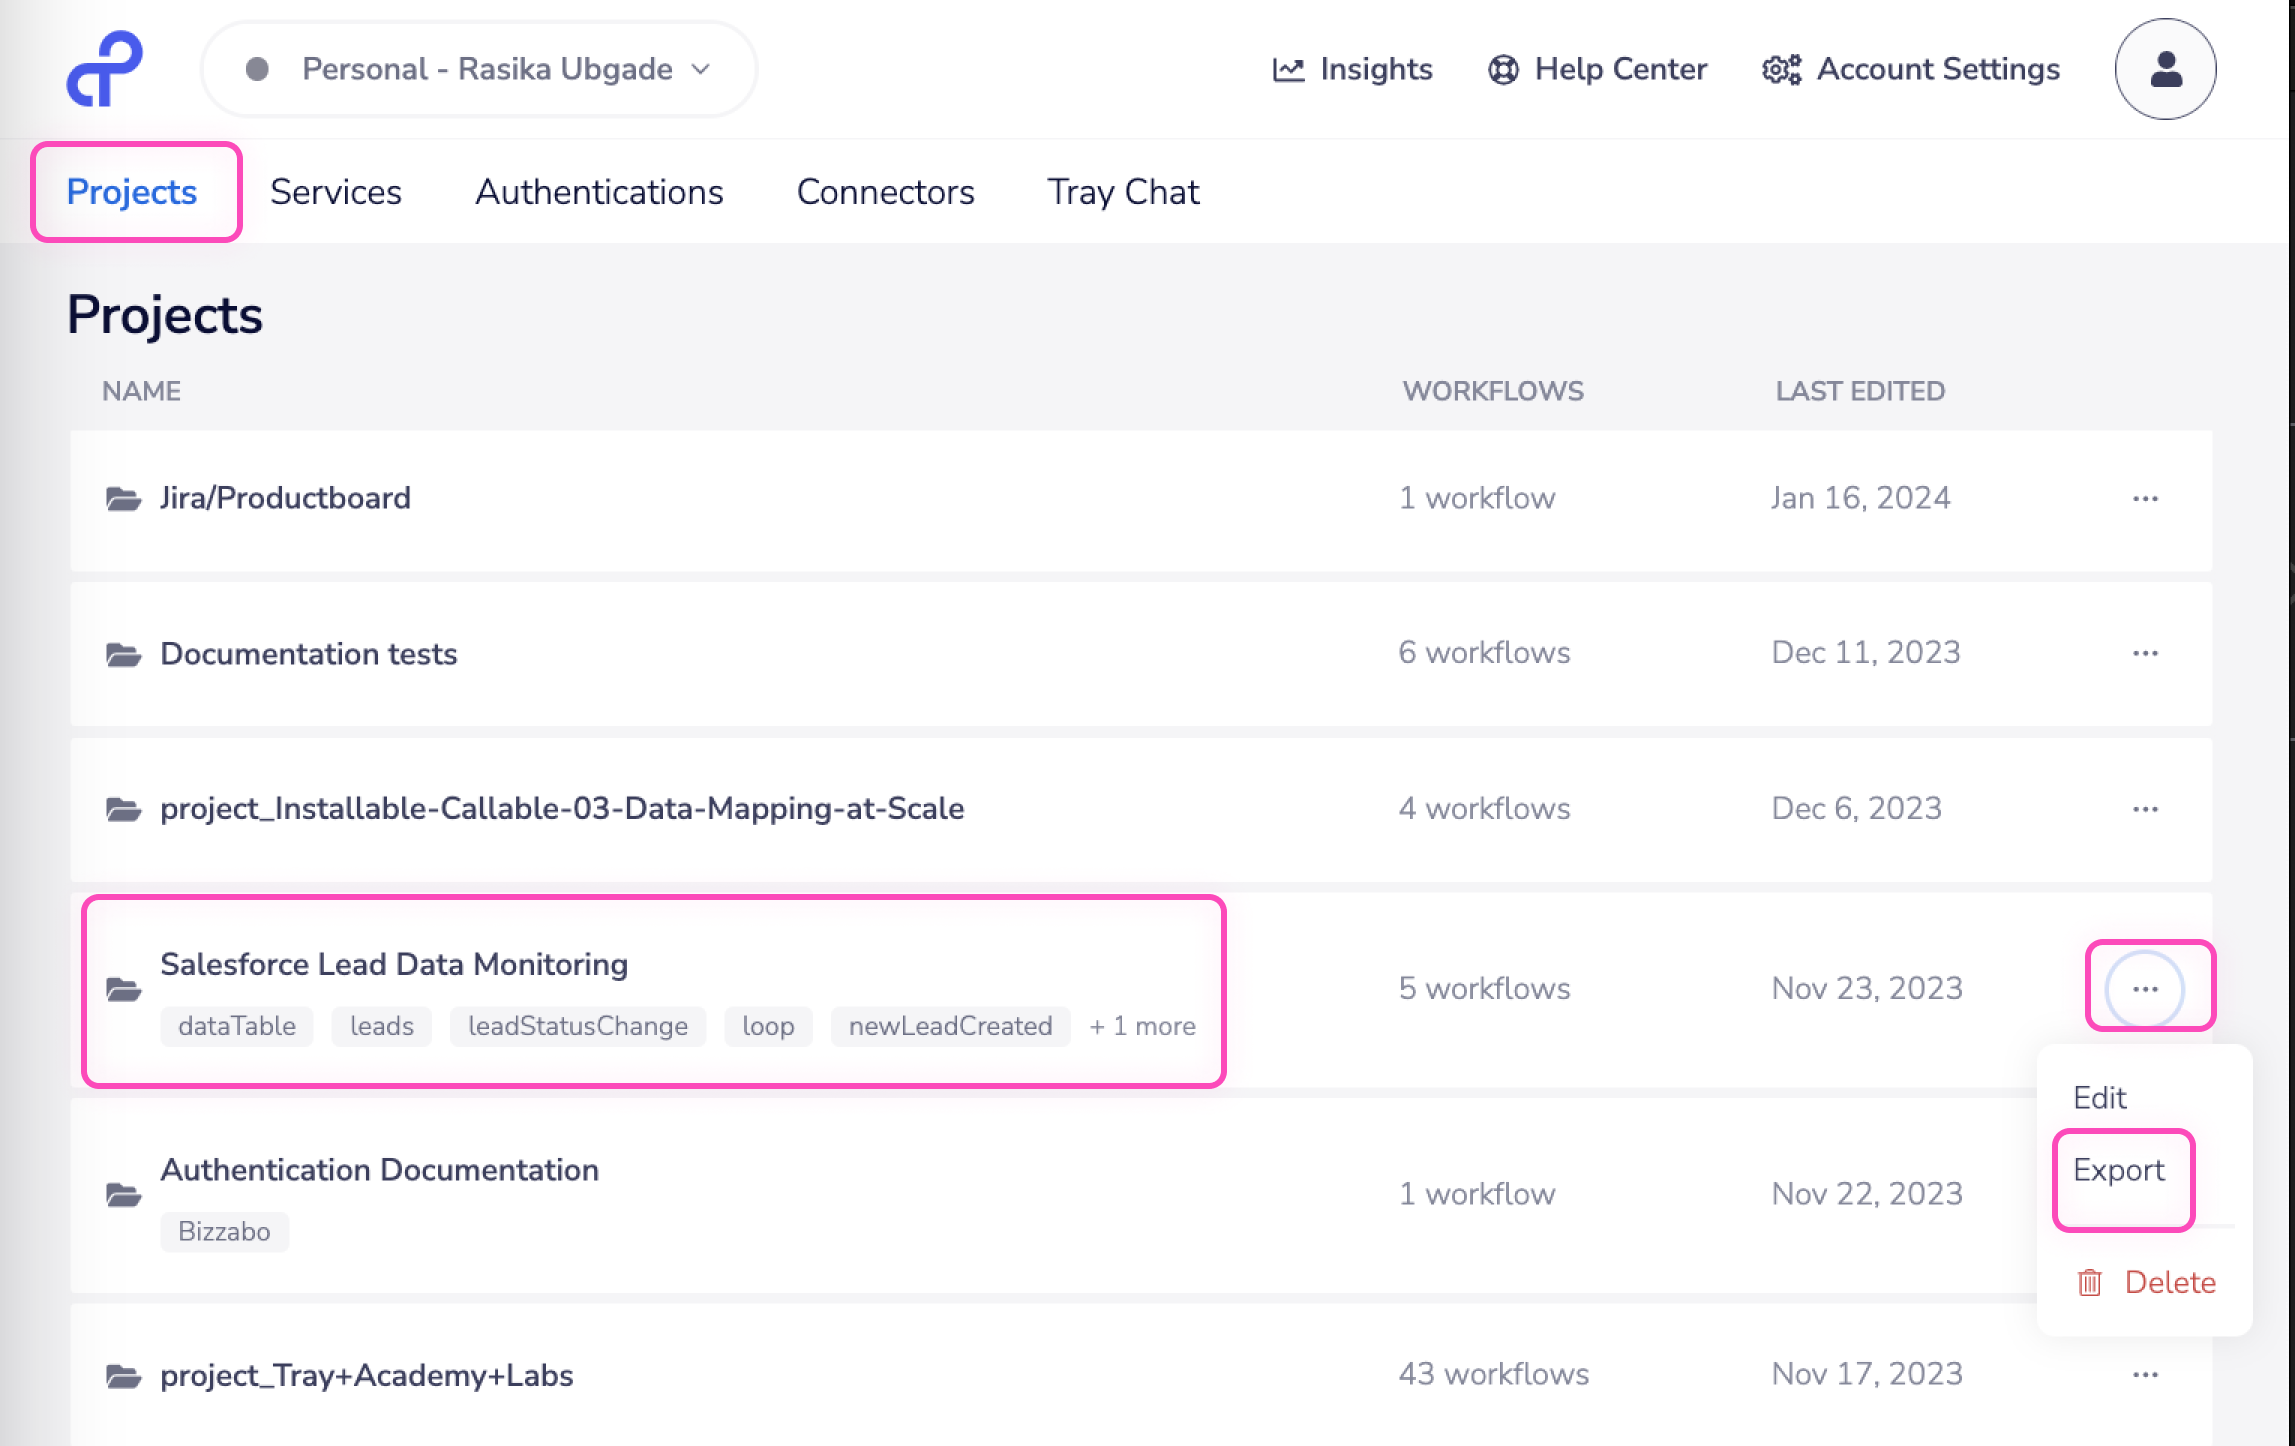 Personal - Rasika Ubgade Insights Help Center Account Settings
Projects Services Authentications Connectors Tray Chat
Projects
NAME WORKFLOWS LAST EDITED
Jira/Productboard 1 workflow Jan 16, 2024 ...
Documentation tests 6 workflows Dec 11, 2023 ...
project_Installable-Callable-03-Data-Mapping-at-Scale 4 workflows Dec 6, 2023 ...
Salesforce Lead Data Monitoring
5 workflows Nov 23, 2023 ...
dataTable leads leadStatusChange loop newLeadCreated + 1 more
Edit
Export
Delete
Authentication Documentation
1 workflow Nov 22, 2023
Bizzabo
project_Tray+Academy+Labs 43 workflows Nov 17, 2023 ...